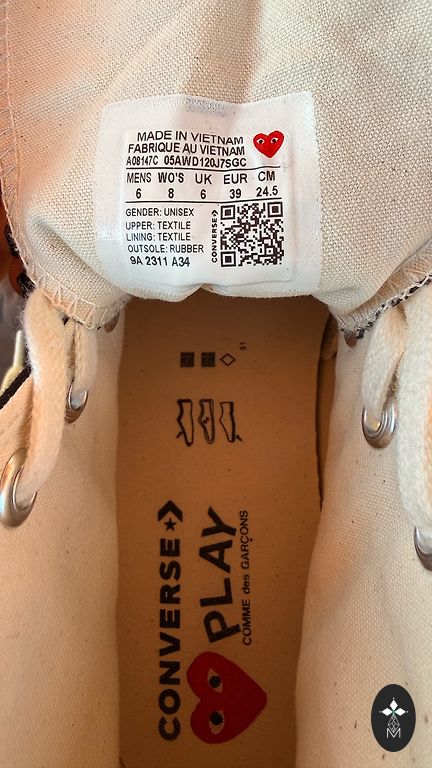 MADE IN VIETNAM
FABRIQUE AU VIETNAM
A08147C 05AWD120J7SGC
MENS WO'S UK EUR CM
6 8 6 39 24.5
GENDER: UNISEX
UPPER: TEXTILE
LINING: TEXTILE
OUTSOLE: RUBBER
9A 2311 A34
CONVERSE
51
CONVERSE
PLAY
COMME des GARÇONS
M